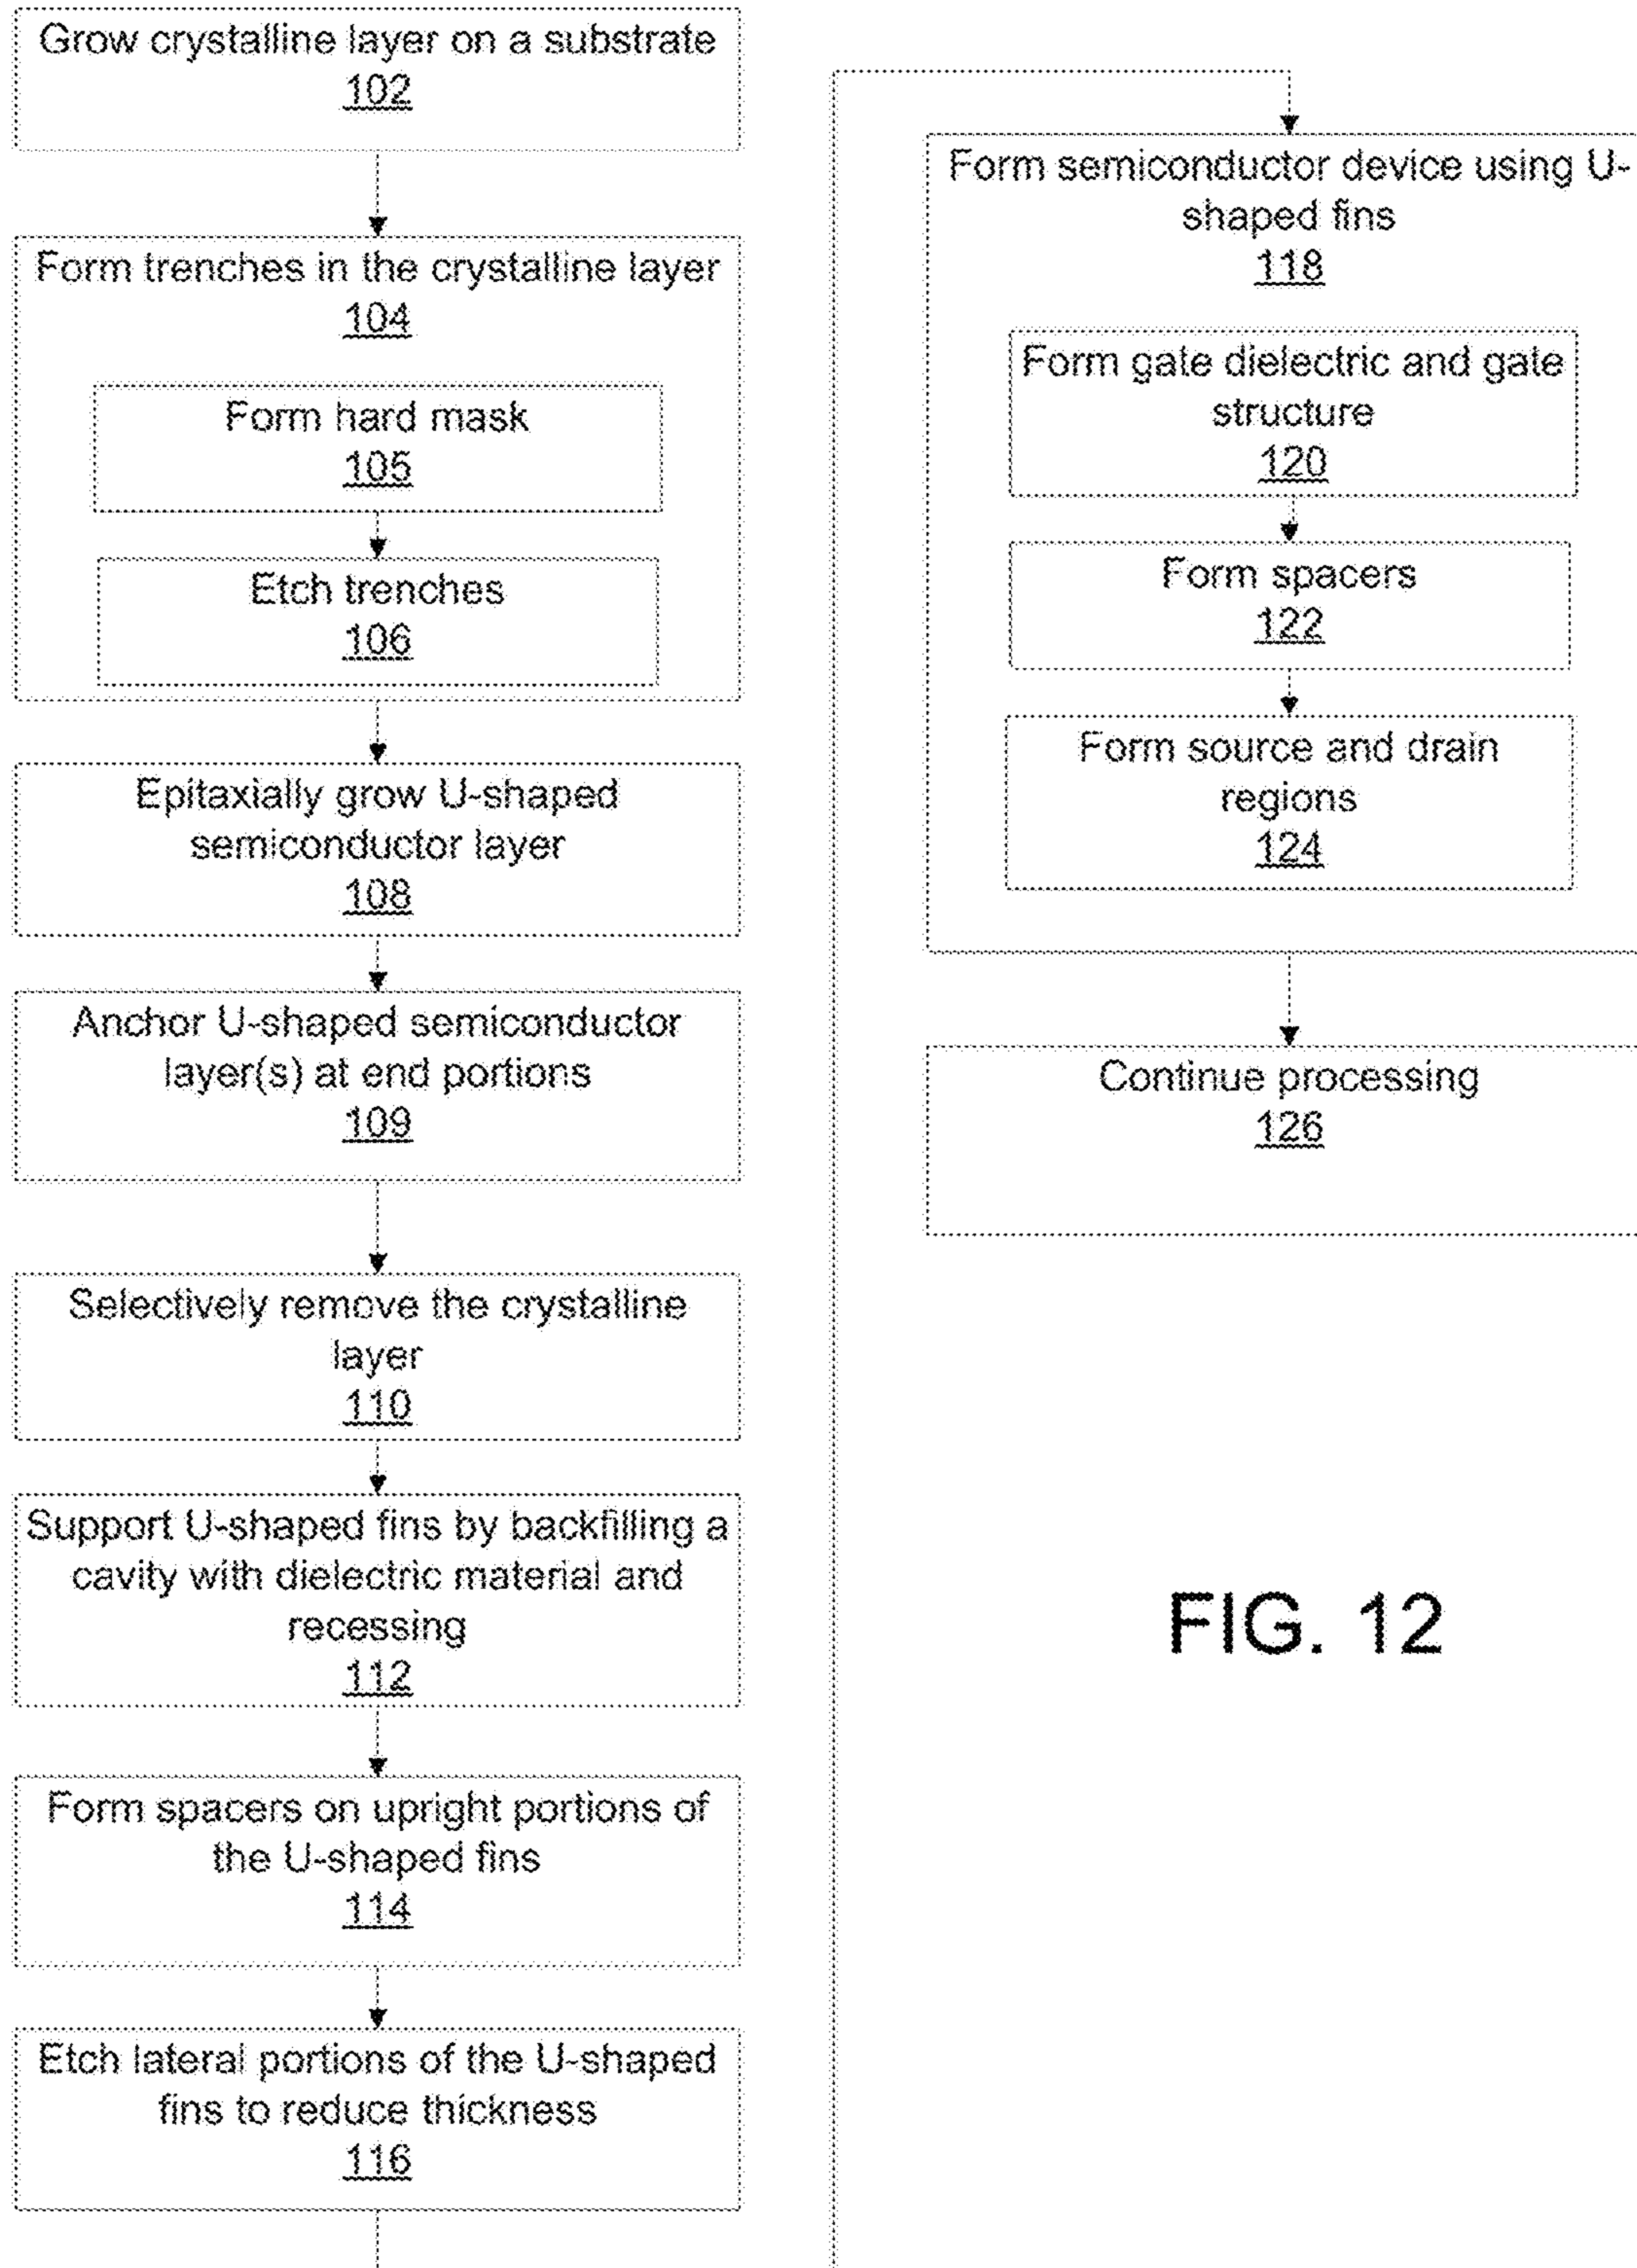 Grow crystalline layer on a substrate
102
Form trenches in the crystalline layer
104
Form hard mask
105
Etch trenches
106
Epitaxially grow U-shaped
semiconductor layer
108
Anchor U-shaped semiconductor
layer(s) at end portions
109
Selectively remove the crystalline
layer
110
Support U-shaped fins by backfilling a
cavity with dielectric material and
recessing
112
Form spacers on upright portions of
the U-shaped fins
114
Etch lateral portions of the U-shaped
fins to reduce thickness
116
Form semiconductor device using U-
shaped fins
118
Form gate dielectric and gate
structure
120
Form spacers
122
Form source and drain
regions
124
Continue processing
126
FIG. 12